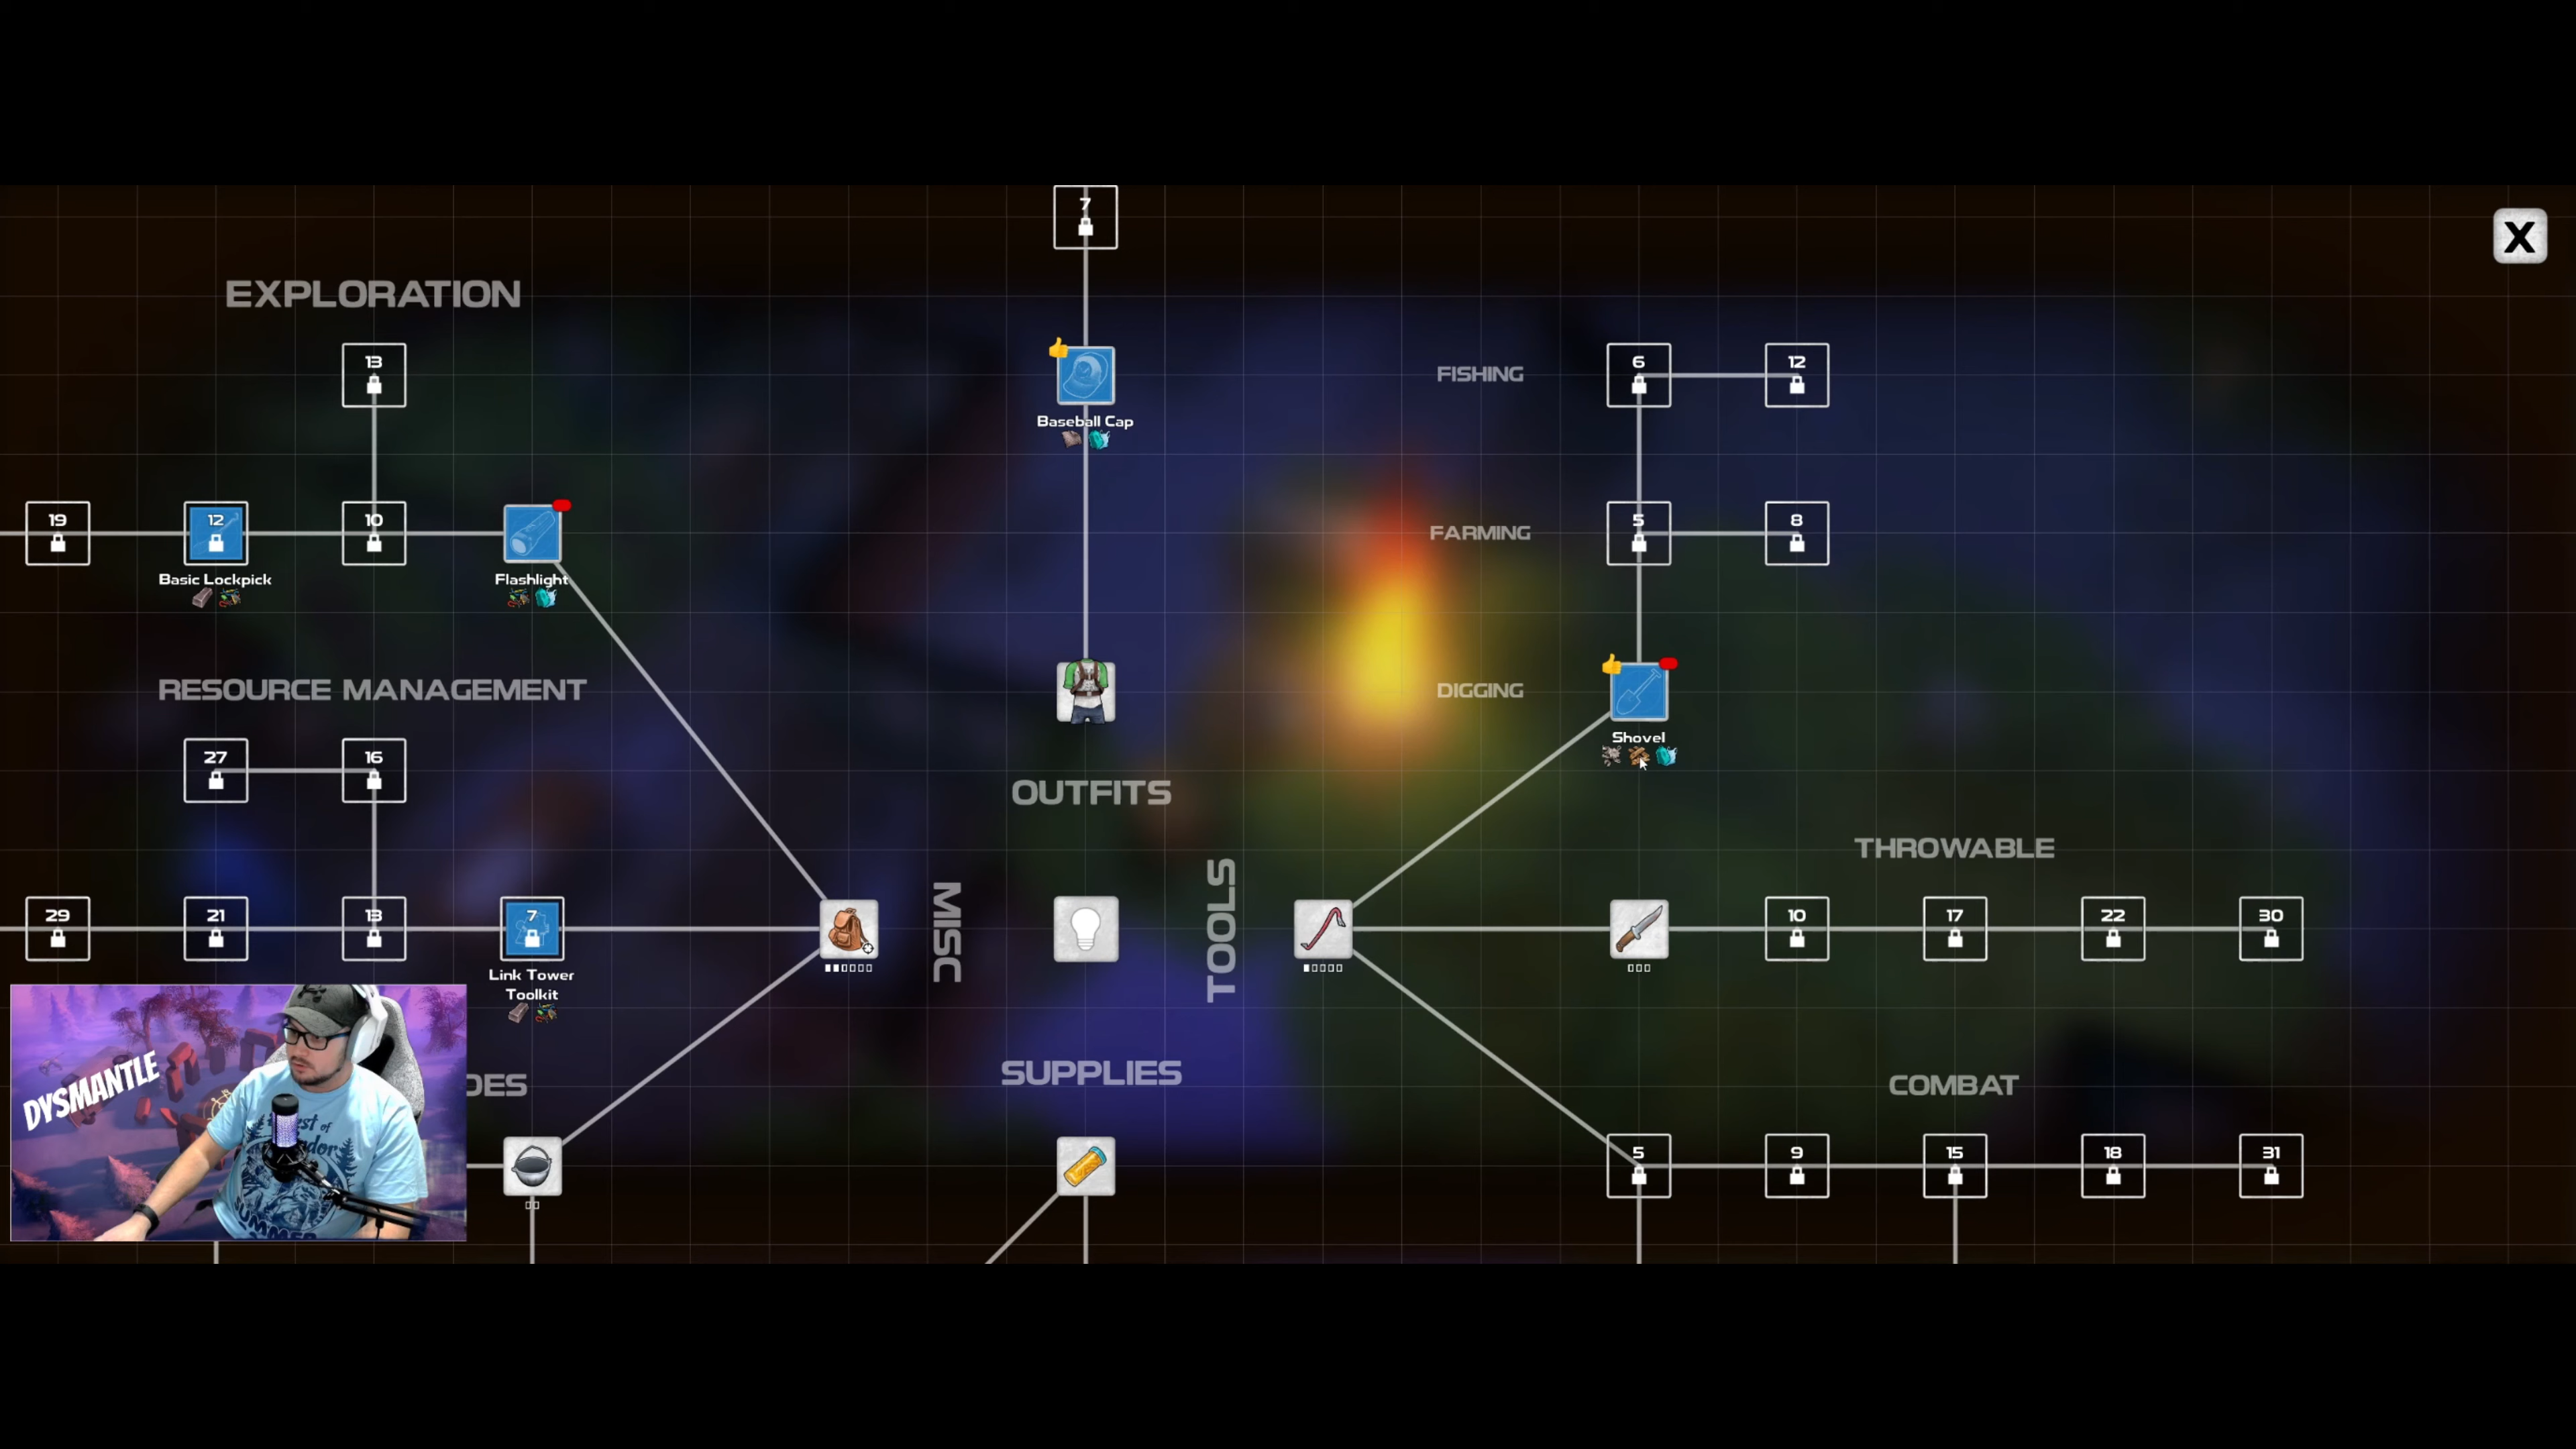 7
X
EXPLORATION
13
Baseball Cap
FISHING
6
12
19
12
10
Basic Lockpick
Flashlight
FARMING
5
8
RESOURCE MANAGEMENT
DIGGING
Shovel
27
16
OUTFITS
THROWABLE
29
21
13
7
Link Tower
Toolkit
MISC
TOOLS
10
17
22
30
DYSMANTLE
DES
SUPPLIES
COMBAT
5
9
15
18
31